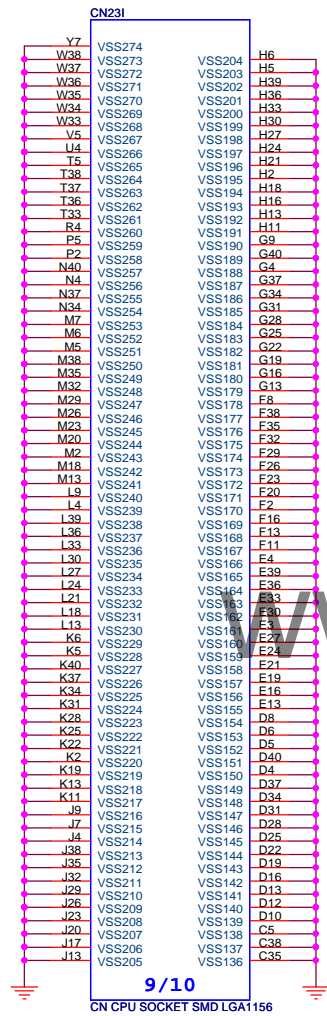 CN23I
Y7 VSS274
W38 VSS273 VSS204 H6
W37 VSS272 VSS203 H5
W36 VSS271 VSS202 H39
W35 VSS270 VSS201 H36
W34 VSS269 VSS200 H33
W33 VSS268 VSS199 H30
V5 VSS267 VSS198 H27
U4 VSS266 VSS197 H24
T5 VSS265 VSS196 H21
T38 VSS264 VSS195 H2
T37 VSS263 VSS194 H18
T36 VSS262 VSS193 H16
T33 VSS261 VSS192 H13
R4 VSS260 VSS191 H11
P5 VSS259 VSS190 G9
P2 VSS258 VSS189 G40
N40 VSS257 VSS188 G4
N4 VSS256 VSS187 G37
N37 VSS255 VSS186 G34
N34 VSS254 VSS185 G31
M7 VSS253 VSS184 G28
M6 VSS252 VSS183 G25
M5 VSS251 VSS182 G22
M38 VSS250 VSS181 G19
M35 VSS249 VSS180 G16
M32 VSS248 VSS179 G13
M29 VSS247 VSS178 F8
M26 VSS246 VSS177 F38
M23 VSS245 VSS176 F35
M20 VSS244 VSS175 F32
M2 VSS243 VSS174 F29
M18 VSS242 VSS173 F26
M13 VSS241 VSS172 F23
L9 VSS240 VSS171 F20
L4 VSS239 VSS170 F2
L39 VSS238 VSS169 F16
L36 VSS237 VSS168 F13
L33 VSS236 VSS167 F11
L30 VSS235 VSS166 E4
L27 VSS234 VSS165 E39
L24 VSS233 VSS164 E36
L21 VSS232 VSS163 E33
L18 VSS231 VSS162 E30
L13 VSS230 VSS161 E3
K6 VSS229 VSS160 E27
K5 VSS228 VSS159 E24
K40 VSS227 VSS158 E21
K37 VSS226 VSS157 E19
K34 VSS225 VSS156 E16
K31 VSS224 VSS155 E13
K28 VSS223 VSS154 D8
K25 VSS222 VSS153 D6
K22 VSS221 VSS152 D5
K2 VSS220 VSS151 D40
K19 VSS219 VSS150 D4
K13 VSS218 VSS149 D37
K11 VSS217 VSS148 D34
J9 VSS216 VSS147 D31
J7 VSS215 VSS146 D28
J4 VSS214 VSS145 D25
J38 VSS213 VSS144 D22
J35 VSS212 VSS143 D19
J32 VSS211 VSS142 D16
J29 VSS210 VSS141 D13
J26 VSS209 VSS140 D12
J23 VSS208 VSS139 D10
J20 VSS207 VSS138 C5
J17 VSS206 VSS137 C38
J13 VSS205 VSS136 C35
9/10
CN CPU SOCKET SMD LGA1156